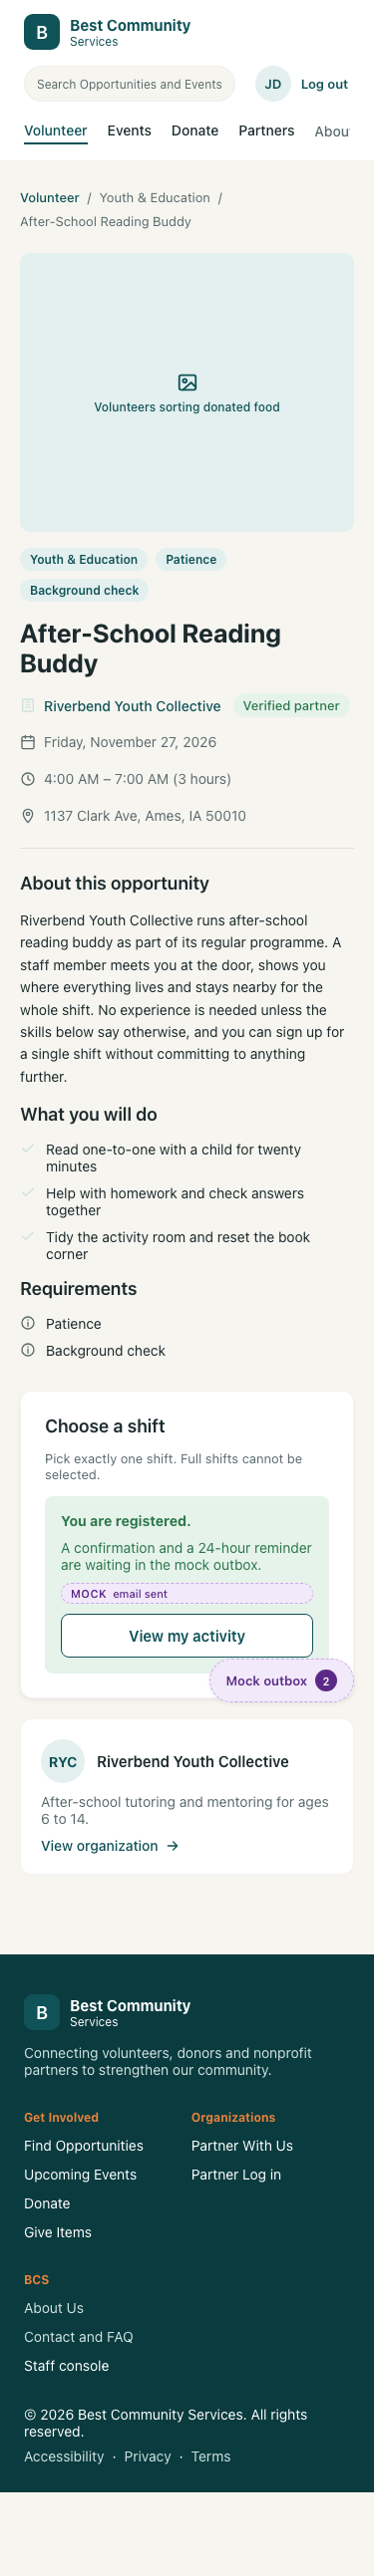 B
Best Community
Services
Search Opportunities and Events
JD
Log out
Volunteer Events Donate Partners Abou
Volunteer / Youth & Education /
After-School Reading Buddy
Volunteers sorting donated food
Youth & Education Patience
Background check
After-School Reading
Buddy
Riverbend Youth Collective Verified partner
Friday, November 27, 2026
4:00 AM – 7:00 AM (3 hours)
1137 Clark Ave, Ames, IA 50010
About this opportunity
Riverbend Youth Collective runs after-school
reading buddy as part of its regular programme. A
staff member meets you at the door, shows you
where everything lives and stays nearby for the
whole shift. No experience is needed unless the
skills below say otherwise, and you can sign up for
a single shift without committing to anything
further.
What you will do
Read one-to-one with a child for twenty
minutes
Help with homework and check answers
together
Tidy the activity room and reset the book
corner
Requirements
Patience
Background check
Choose a shift
Pick exactly one shift. Full shifts cannot be
selected.
You are registered.
A confirmation and a 24-hour reminder
are waiting in the mock outbox.
MOCK email sent
View my activity
Mock outbox 2
RYC Riverbend Youth Collective
After-school tutoring and mentoring for ages
6 to 14.
View organization →
B
Best Community
Services
Connecting volunteers, donors and nonprofit
partners to strengthen our community.
Get Involved
Find Opportunities
Upcoming Events
Donate
Give Items
Organizations
Partner With Us
Partner Log in
BCS
About Us
Contact and FAQ
Staff console
© 2026 Best Community Services. All rights
reserved.
Accessibility · Privacy · Terms